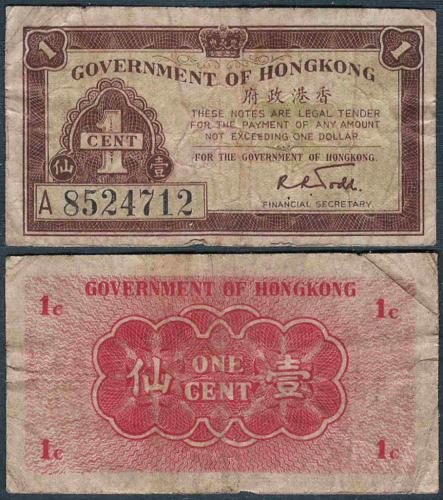 1 1
GOVERNMENT OF HONGKONG
府政港香
THESE NOTES ARE LEGAL TENDER
FOR THE PAYMENT OF ANY AMOUNT
NOT EXCEEDING ONE DOLLAR.
FOR THE GOVERNMENT OF HONGKONG.
1
CENT
仙 壹
A 8524712
R R Todd
FINANCIAL SECRETARY.
GOVERNMENT OF HONGKONG
1c 1c
仙 ONE 壹
CENT
1c 1c